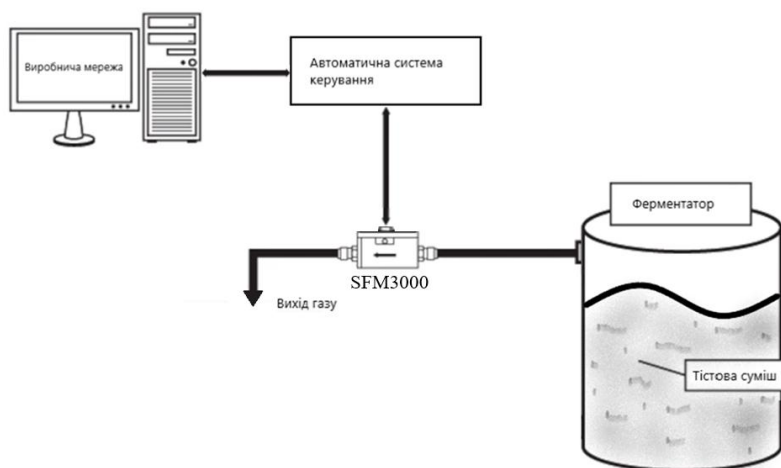 Виробнича мережа
Автоматична система
керування
Ферментатор
SFM3000
Вихід газу
Тістова суміш